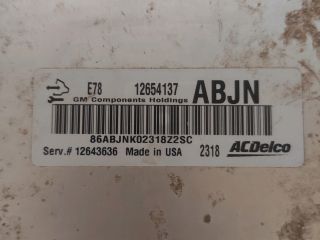 E78 12654137 ABJN
GM Components Holdings
86ABJNK02318Z2SC
Serv.# 12643636 Made in USA 2318 ACDelco